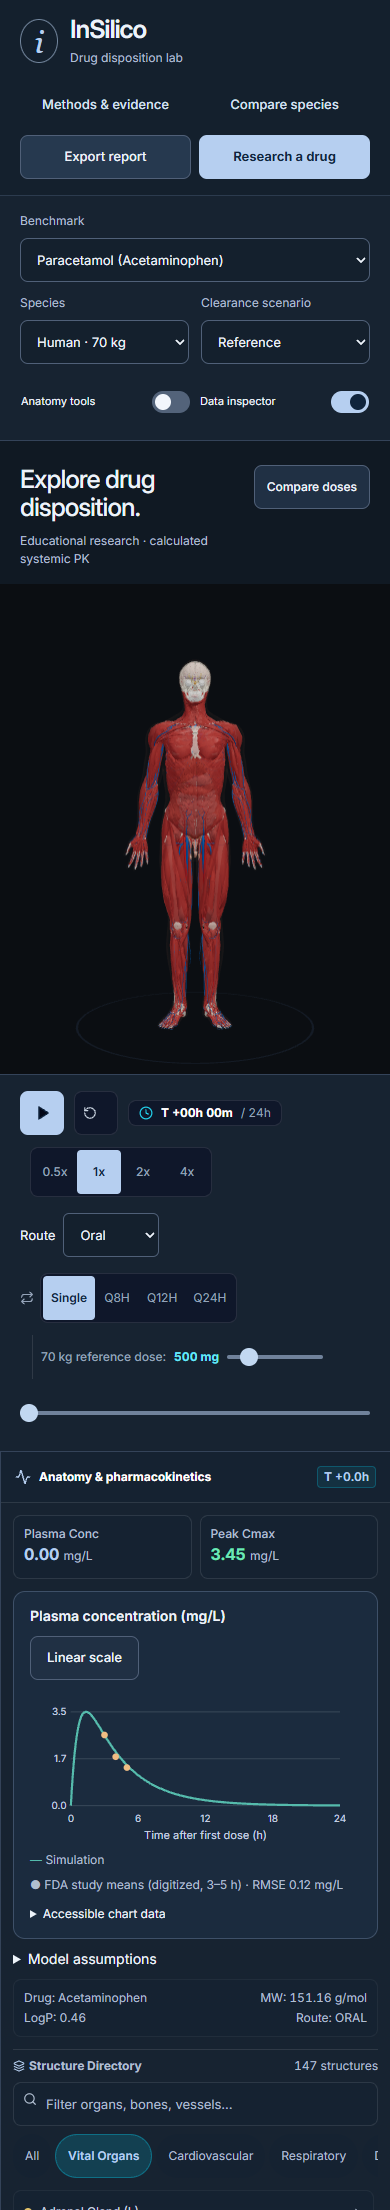 i
InSilico
Drug disposition lab
Methods & evidence
Compare species
Export report
Research a drug
Benchmark
Paracetamol (Acetaminophen)
Species
Clearance scenario
Human · 70 kg
Reference
Anatomy tools
Data inspector
Explore drug
disposition.
Compare doses
Educational research · calculated
systemic PK
T +00h 00m / 24h
0.5x 1x 2x 4x
Route
Oral
Single Q8H Q12H Q24H
70 kg reference dose: 500 mg
Anatomy & pharmacokinetics
T +0.0h
Plasma Conc
0.00 mg/L
Peak Cmax
3.45 mg/L
Plasma concentration (mg/L)
Linear scale
3.5
1.7
0.0
0 6 12 18 24
Time after first dose (h)
— Simulation
● FDA study means (digitized, 3–5 h) · RMSE 0.12 mg/L
▶ Accessible chart data
▶ Model assumptions
Drug: Acetaminophen
MW: 151.16 g/mol
LogP: 0.46
Route: ORAL
Structure Directory
147 structures
Filter organs, bones, vessels...
All Vital Organs Cardiovascular Respiratory